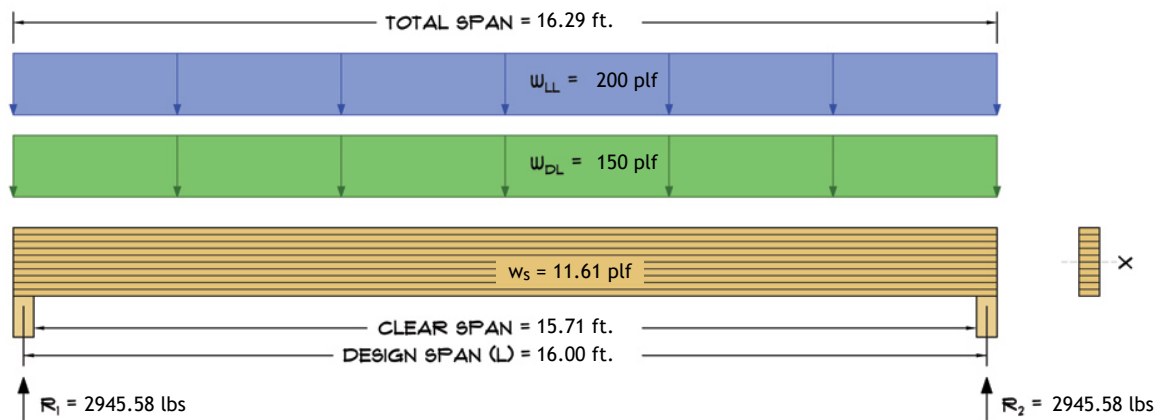 TOTAL SPAN = 16.29 ft.
WLL = 200 plf
WDL = 150 plf
ws = 11.61 plf
X
CLEAR SPAN = 15.71 ft.
DESIGN SPAN (L) = 16.00 ft.
R1 = 2945.58 lbs
R2 = 2945.58 lbs